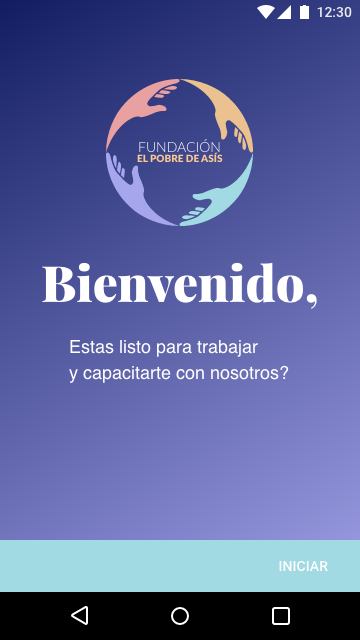 12:30
FUNDACIÓN
EL POBRE DE ASÍS
Bienvenido,
Estas listo para trabajar
y capacitarte con nosotros?
INICIAR